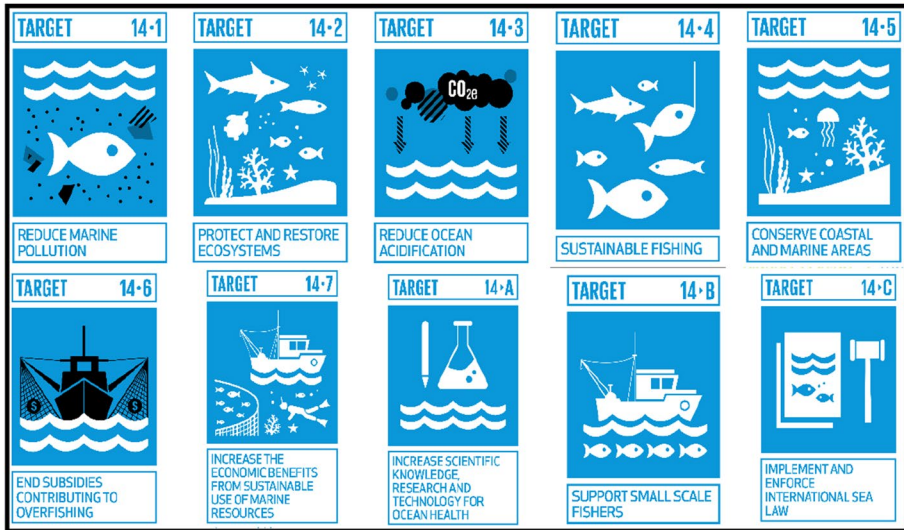 TARGET 14·1
TARGET 14·2
TARGET 14·3
TARGET 14·4
TARGET 14·5
CO2e
REDUCE MARINE
POLLUTION
PROTECT AND RESTORE
ECOSYSTEMS
REDUCE OCEAN
ACIDIFICATION
SUSTAINABLE FISHING
CONSERVE COASTAL
AND MARINE AREAS
TARGET 14·6
TARGET 14·7
TARGET 14▸A
TARGET 14▸B
TARGET 14▸C
$ $
END SUBSIDIES
CONTRIBUTING TO
OVERFISHING
INCREASE THE
ECONOMIC BENEFITS
FROM SUSTAINABLE
USE OF MARINE
RESOURCES
INCREASE SCIENTIFIC
KNOWLEDGE,
RESEARCH AND
TECHNOLOGY FOR
OCEAN HEALTH
SUPPORT SMALL SCALE
FISHERS
IMPLEMENT AND
ENFORCE
INTERNATIONAL SEA
LAW